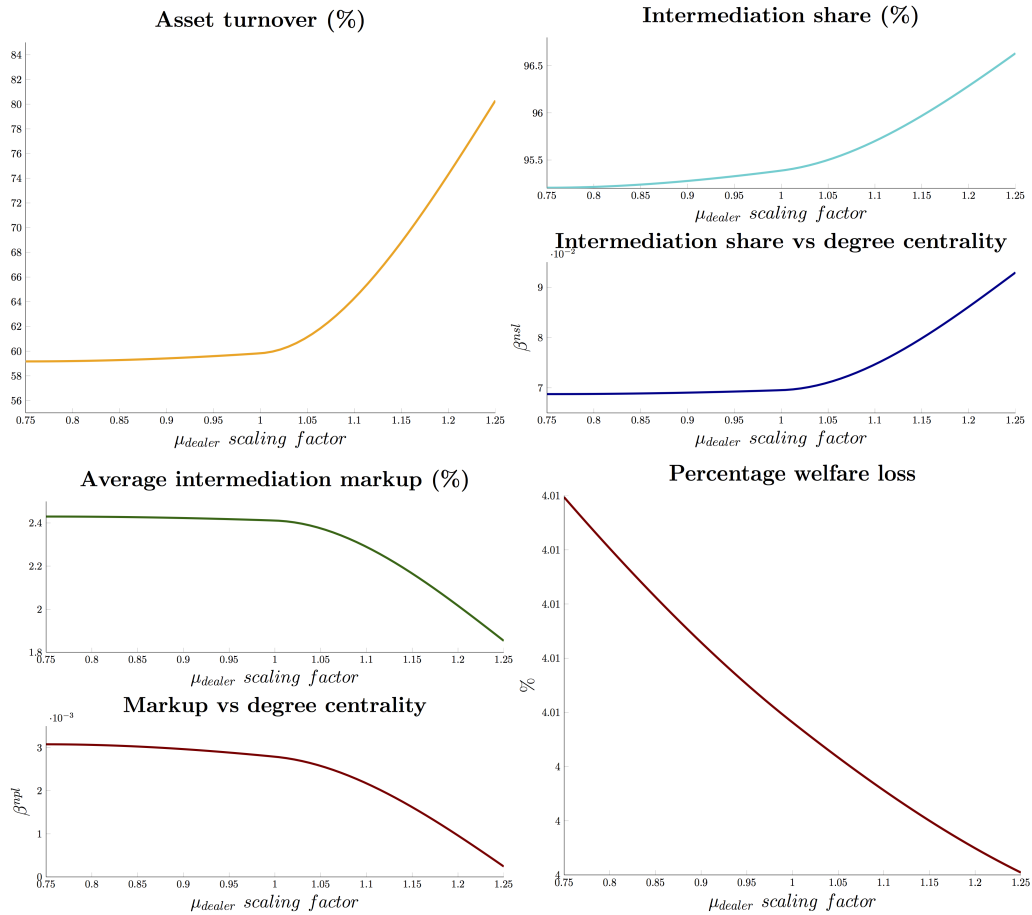 Asset turnover (%)
84
82
80
78
76
74
72
70
68
66
64
62
60
58
56
0.75 0.8 0.85 0.9 0.95 1 1.05 1.1 1.15 1.2 1.25
μdealer scaling factor
Intermediation share (%)
96.5
96
95.5
0.75 0.8 0.85 0.9 0.95 1 1.05 1.1 1.15 1.2 1.25
μdealer scaling factor
Intermediation share vs degree centrality
·10⁻²
9
8
7
βⁿˢˡ
0.75 0.8 0.85 0.9 0.95 1 1.05 1.1 1.15 1.2 1.25
μdealer scaling factor
Average intermediation markup (%)
2.4
2.2
2
1.8
0.75 0.8 0.85 0.9 0.95 1 1.05 1.1 1.15 1.2 1.25
μdealer scaling factor
Markup vs degree centrality
·10⁻³
3
2
1
0
βⁿᵖˡ
0.75 0.8 0.85 0.9 0.95 1 1.05 1.1 1.15 1.2 1.25
μdealer scaling factor
Percentage welfare loss
4.01
4.01
4.01
4.01
4.01
4
4
4
%
0.75 0.8 0.85 0.9 0.95 1 1.05 1.1 1.15 1.2 1.25
μdealer scaling factor